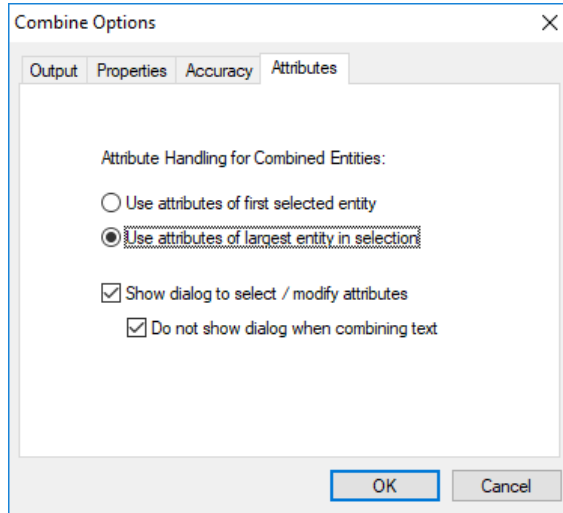 Combine Options
Output Properties Accuracy Attributes
Attribute Handling for Combined Entities:
Use attributes of first selected entity
Use attributes of largest entity in selection
Show dialog to select / modify attributes
Do not show dialog when combining text
OK Cancel